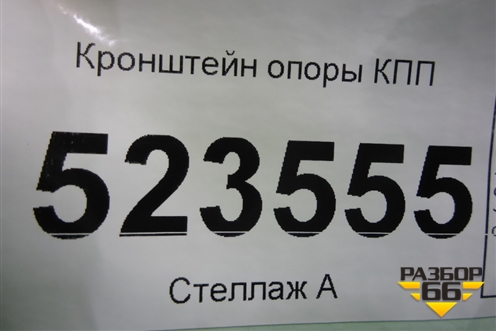 Кронштейн опоры КПП
523555
Стеллаж А
РАЗБОР
66